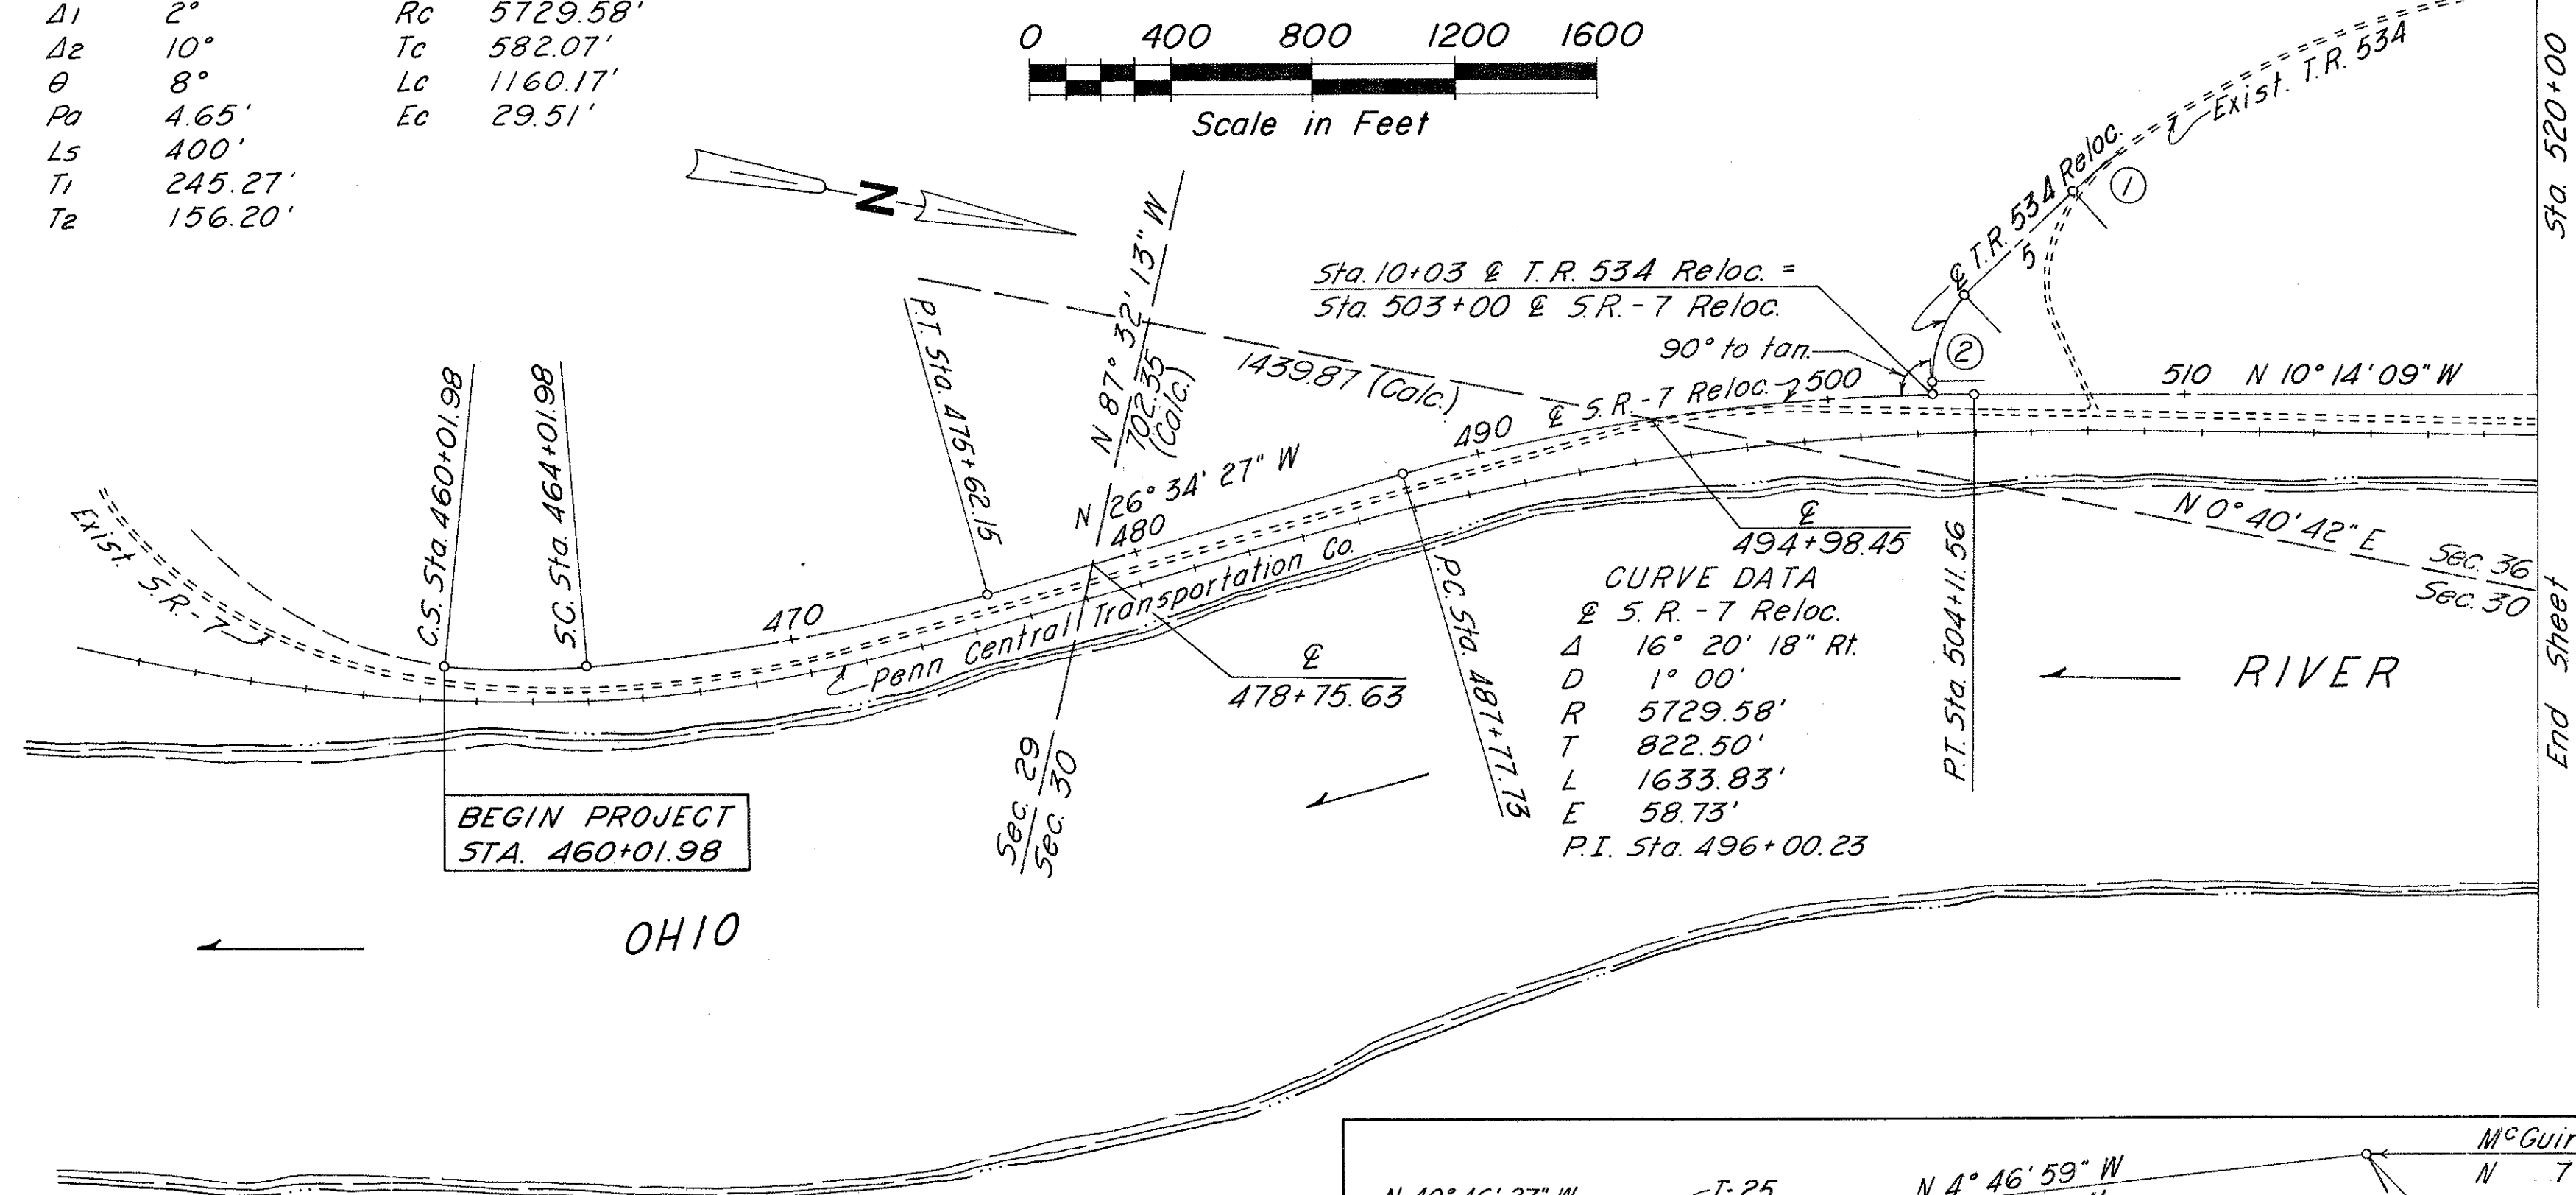 Δ1 2° Rc 5729.58'
Δ2 10° Tc 582.07'
θ 8° Lc 1160.17'
Pa 4.65' Ec 29.51'
Ls 400'
T1 245.27'
T2 156.20'
0 400 800 1200 1600
Scale in Feet
N
Exist. T.R. 534
Sta. 520+00
℄ T.R. 534 Reloc.
1
5
2
Sta. 10+03 ℄ T.R. 534 Reloc. =
Sta. 503+00 ℄ S.R.-7 Reloc.
90° to tan.
N 87° 32' 13" W
702.35
(Calc.)
1439.87 (Calc.)
℄ S.R.-7 Reloc.
500
510 N 10° 14' 09" W
C.S. Sta. 460+01.98
S.C. Sta. 464+01.98
P.T. Sta. 475+62.15
N 26° 34' 27" W
480
490
470
Exist. S.R.-7
Penn Central Transportation Co.
℄
478+75.63
℄
494+98.45
P.C. Sta. 487+77.73
P.T. Sta. 504+11.56
N 0° 40' 42" E
Sec. 36
Sec. 30
End Sheet
CURVE DATA
℄ S.R.-7 Reloc.
Δ 16° 20' 18" Rt.
D 1° 00'
R 5729.58'
T 822.50'
L 1633.83'
E 58.73'
P.I. Sta. 496+00.23
RIVER
Sec. 29
Sec. 30
BEGIN PROJECT
STA. 460+01.98
OHIO
McGuir
N 7
N 4° 46' 59" W
T-25